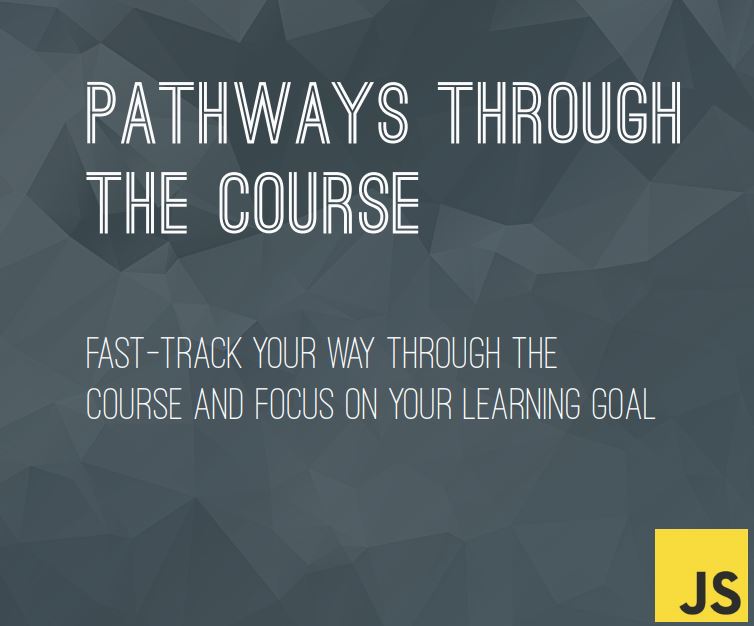 PATHWAYS THROUGH
THE COURSE
FAST-TRACK YOUR WAY THROUGH THE
COURSE AND FOCUS ON YOUR LEARNING GOAL
JS